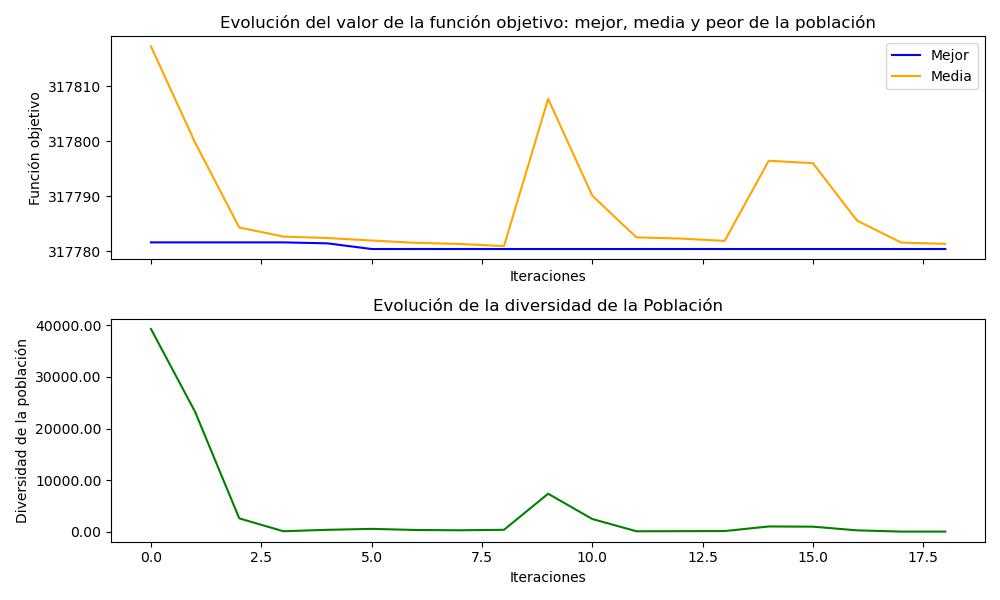 Evolución del valor de la función objetivo: mejor, media y peor de la población
Mejor
Media
317810
317800
317790
317780
Función objetivo
Iteraciones
Evolución de la diversidad de la Población
40000.00
30000.00
20000.00
10000.00
0.00
Diversidad de la población
0.0 2.5 5.0 7.5 10.0 12.5 15.0 17.5
Iteraciones